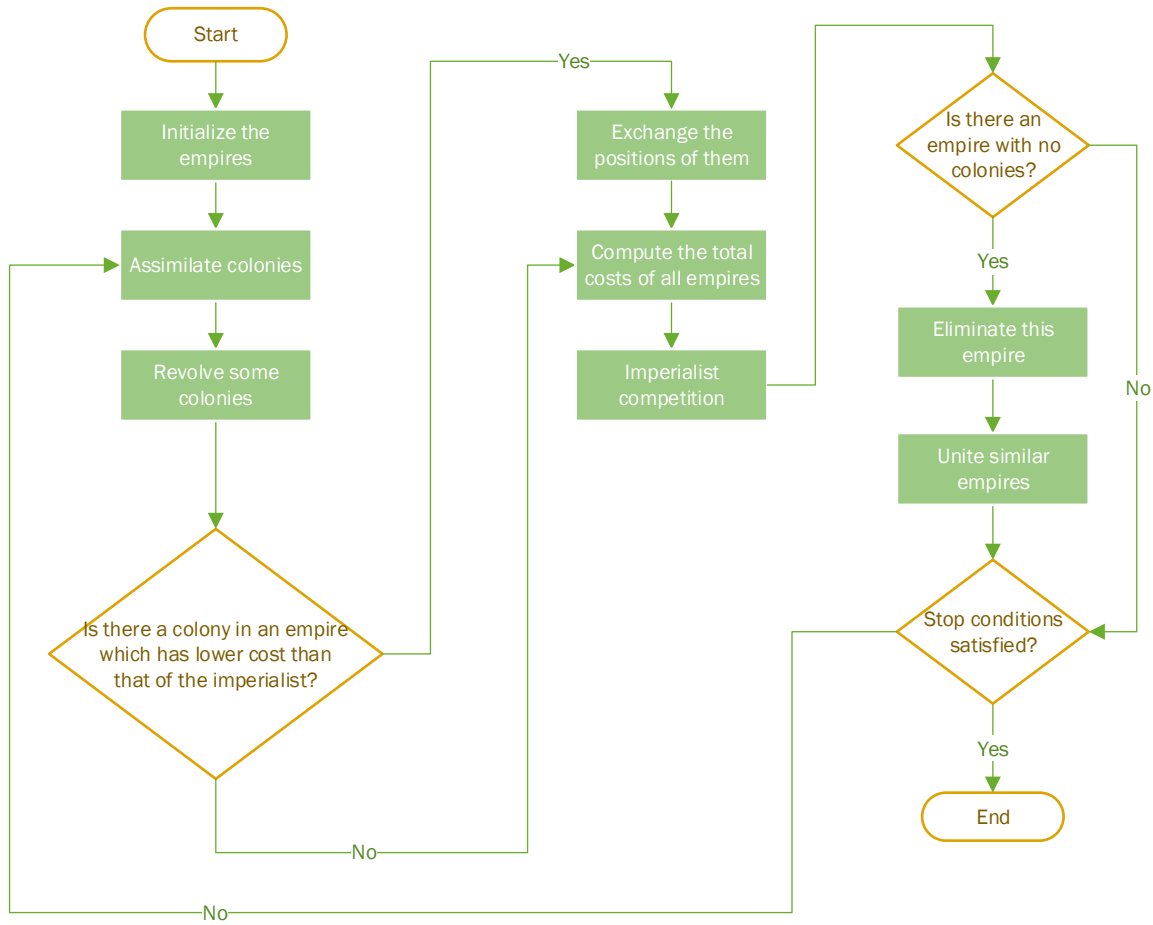 Start
Initialize the
empires
Assimilate colonies
Revolve some
colonies
Is there a colony in an empire
which has lower cost than
that of the imperialist?
Yes
No
Exchange the
positions of them
Compute the total
costs of all empires
Imperialist
competition
Is there an
empire with no
colonies?
Yes
No
Eliminate this
empire
Unite similar
empires
Stop conditions
satisfied?
Yes
No
End